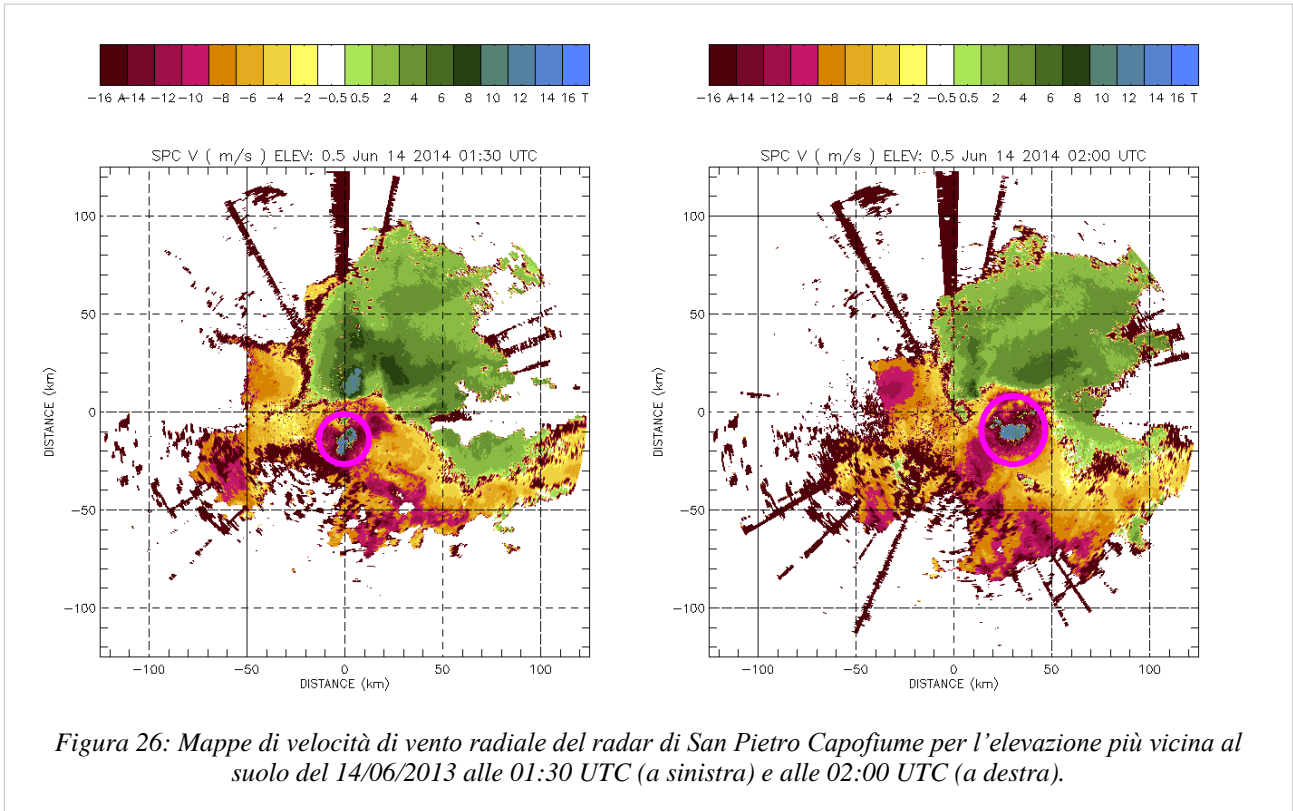 −16 A −14 −12 −10 −8 −6 −4 −2 −0.5 0.5 2 4 6 8 10 12 14 16 T
SPC V ( m/s ) ELEV: 0.5 Jun 14 2014 01:30 UTC
100
50
0
−50
−100
DISTANCE (km)
−100 −50 0 50 100
DISTANCE (km)
−16 A −14 −12 −10 −8 −6 −4 −2 −0.5 0.5 2 4 6 8 10 12 14 16 T
SPC V ( m/s ) ELEV: 0.5 Jun 14 2014 02:00 UTC
100
50
0
−50
−100
DISTANCE (km)
−100 −50 0 50 100
DISTANCE (km)
Figura 26: Mappe di velocità di vento radiale del radar di San Pietro Capofiume per l’elevazione più vicina al
suolo del 14/06/2013 alle 01:30 UTC (a sinistra) e alle 02:00 UTC (a destra).